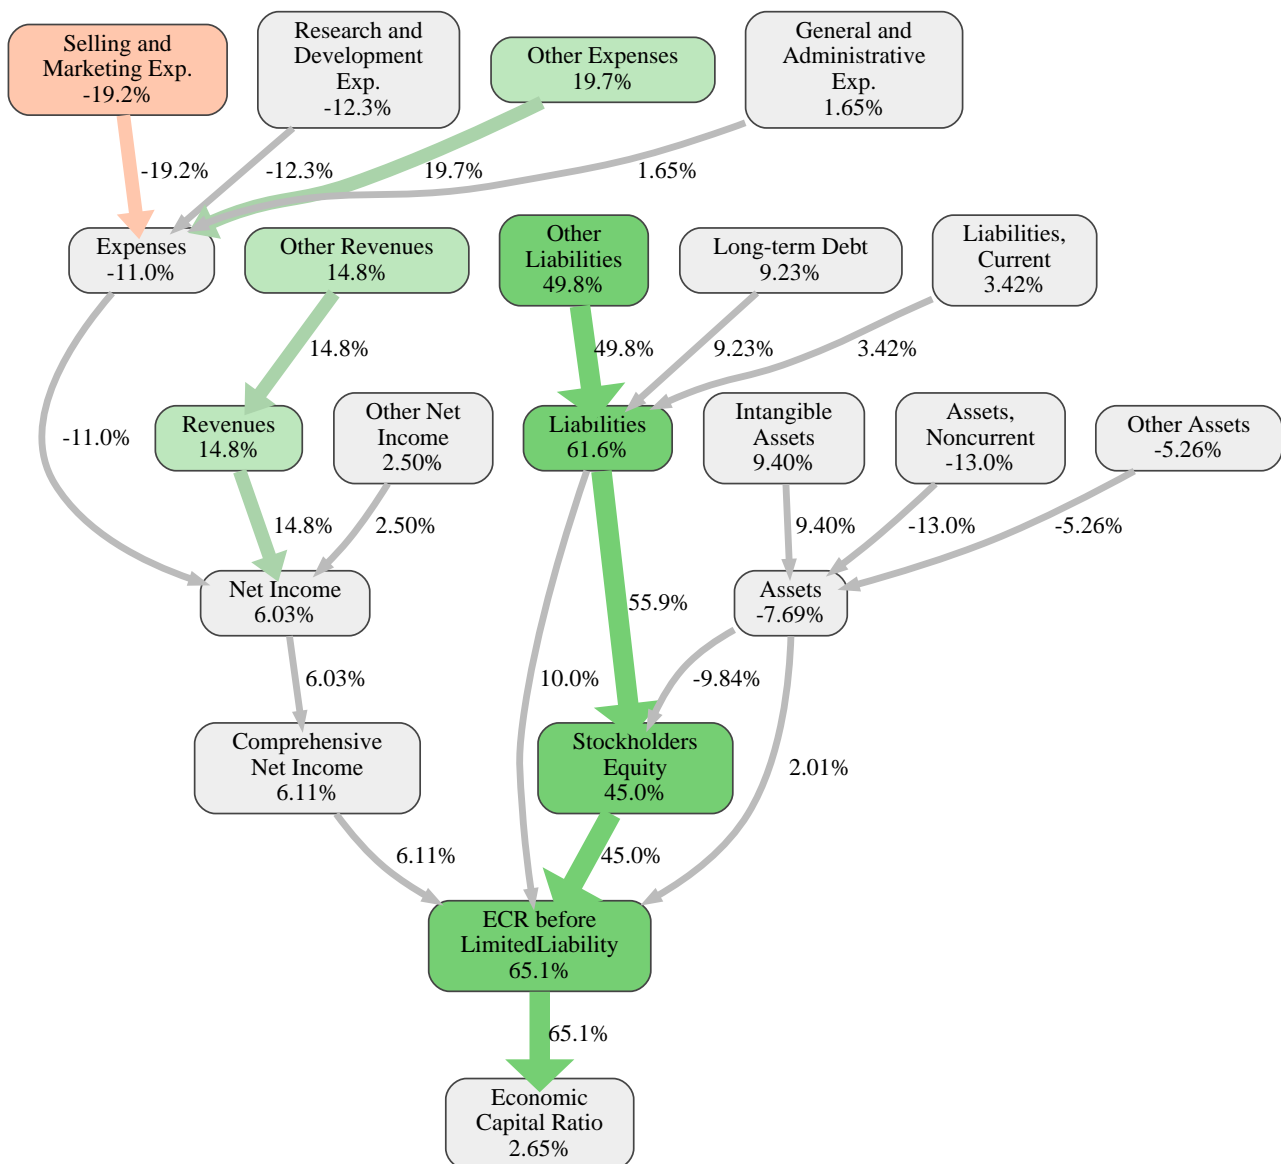 Selling and
Marketing Exp.
-19.2%
Research and
Development
Exp.
-12.3%
Other Expenses
19.7%
General and
Administrative
Exp.
1.65%
-19.2%
-12.3%
19.7%
1.65%
Expenses
-11.0%
Other Revenues
14.8%
Other
Liabilities
49.8%
Long-term Debt
9.23%
Liabilities,
Current
3.42%
14.8%
49.8%
9.23%
3.42%
Revenues
14.8%
Other Net
Income
2.50%
Liabilities
61.6%
Intangible
Assets
9.40%
Assets,
Noncurrent
-13.0%
Other Assets
-5.26%
-11.0%
14.8%
2.50%
9.40%
-13.0%
-5.26%
Net Income
6.03%
55.9%
Assets
-7.69%
6.03%
10.0%
-9.84%
2.01%
Comprehensive
Net Income
6.11%
Stockholders
Equity
45.0%
6.11%
45.0%
ECR before
LimitedLiability
65.1%
65.1%
Economic
Capital Ratio
2.65%